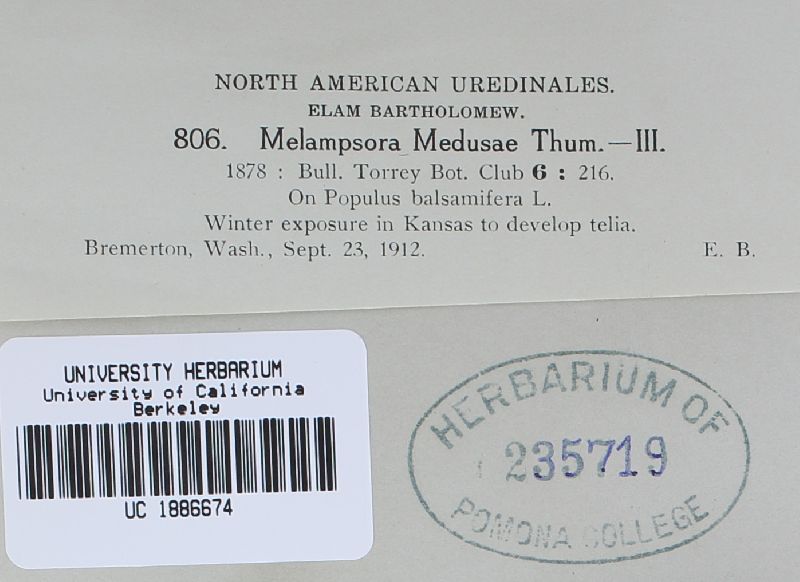 NORTH AMERICAN UREDINALES.
ELAM BARTHOLOMEW.
806. Melampsora Medusae Thum.—III.
1878 : Bull. Torrey Bot. Club 6 : 216.
On Populus balsamifera L.
Winter exposure in Kansas to develop telia.
Bremerton, Wash., Sept. 23, 1912. E. B.
UNIVERSITY HERBARIUM
University of California
Berkeley
UC 1886674
HERBARIUM OF
235719
POMONA COLLEGE